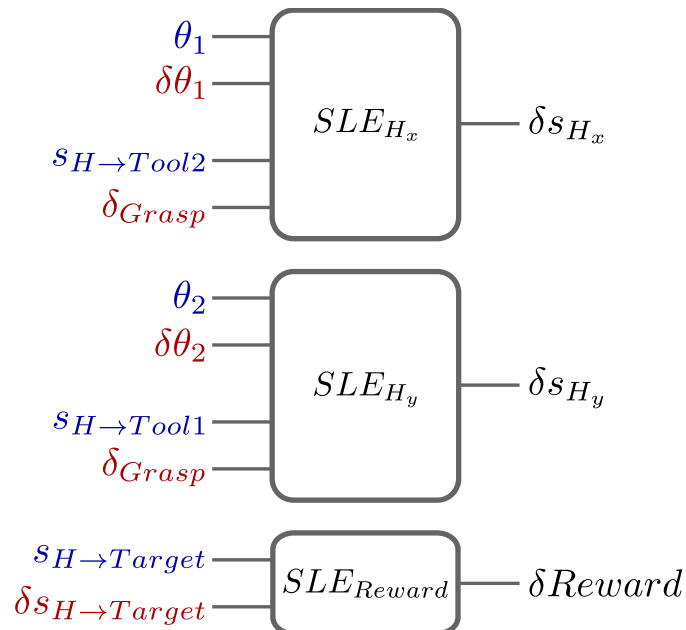 θ₁
δθ₁
s_{H→Tool2}
δ_{Grasp}
SLE_{H_x}
δs_{H_x}
θ₂
δθ₂
s_{H→Tool1}
δ_{Grasp}
SLE_{H_y}
δs_{H_y}
s_{H→Target}
δs_{H→Target}
SLE_{Reward}
δReward